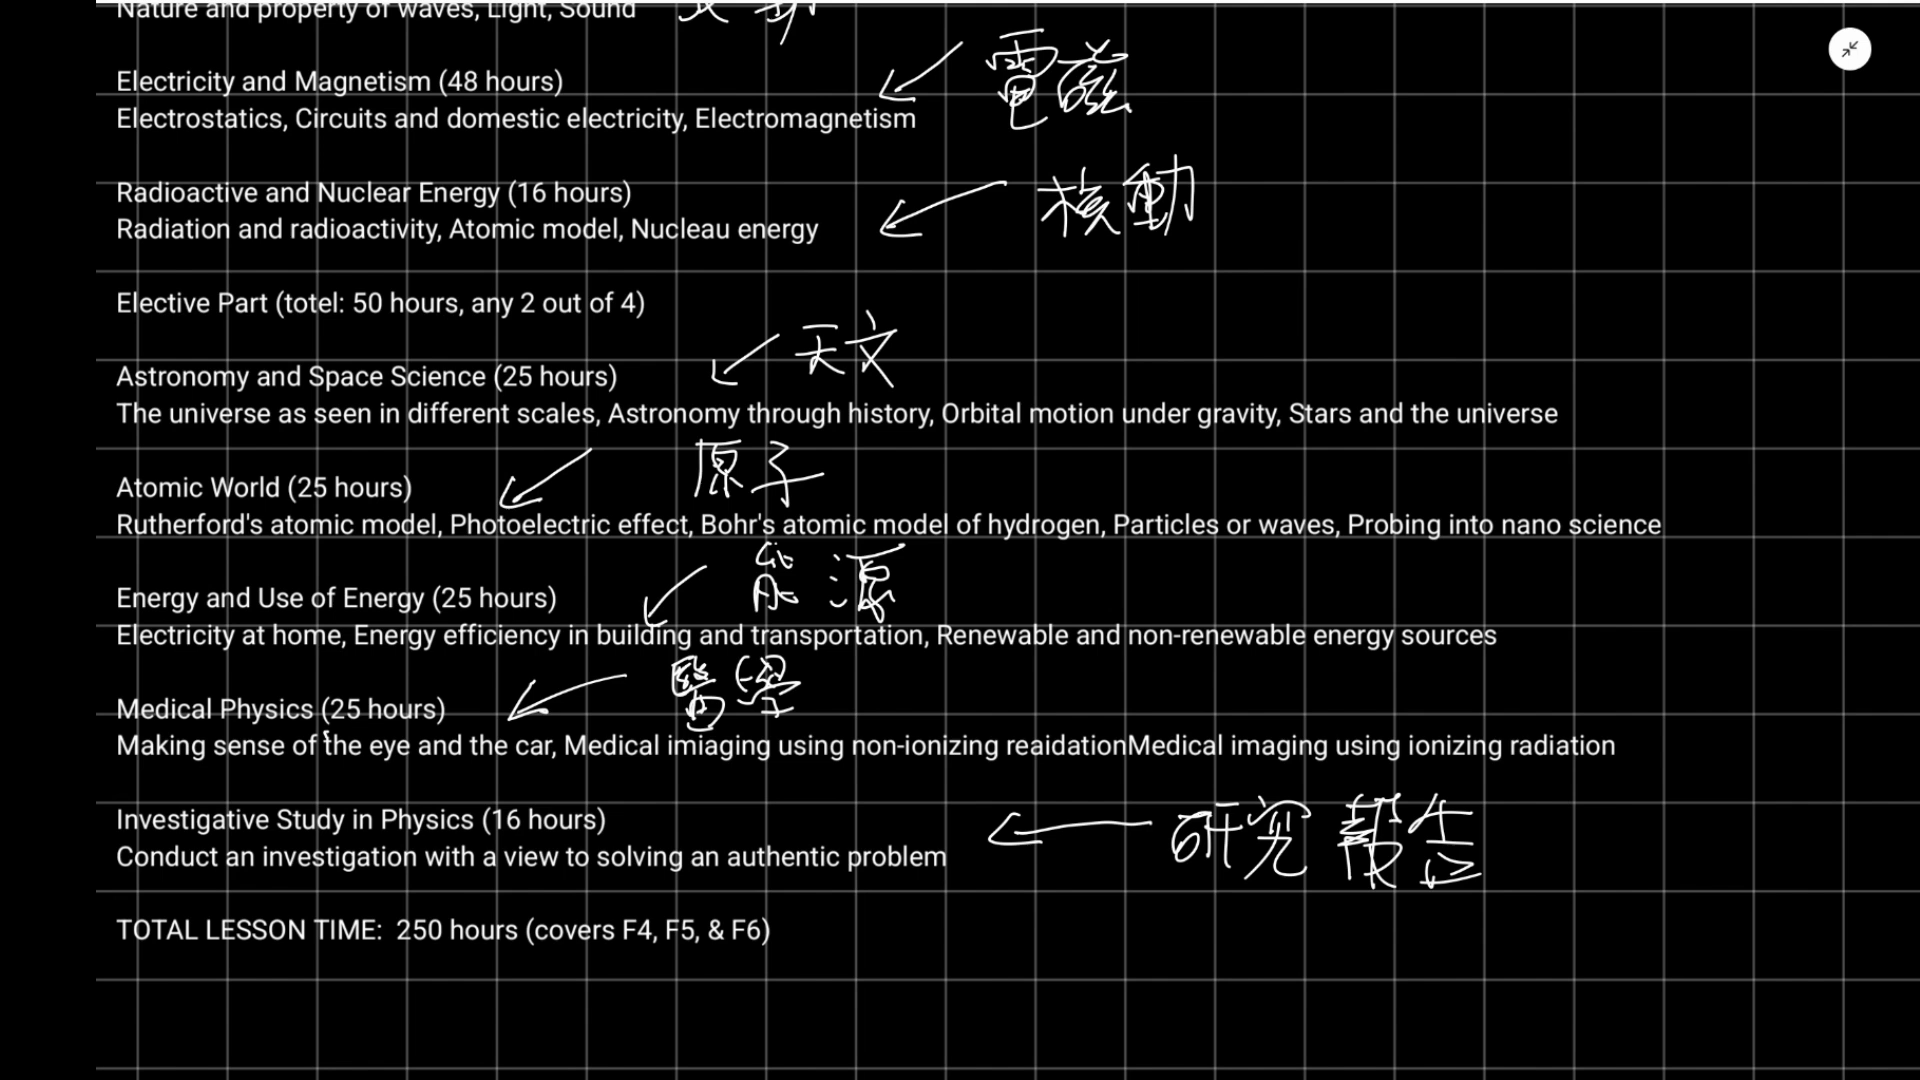 Nature and property of waves, Light, Sound
Electricity and Magnetism (48 hours)
電磁
Electrostatics, Circuits and domestic electricity, Electromagnetism
Radioactive and Nuclear Energy (16 hours)
核動
Radiation and radioactivity, Atomic model, Nucleau energy
Elective Part (totel: 50 hours, any 2 out of 4)
天文
Astronomy and Space Science (25 hours)
The universe as seen in different scales, Astronomy through history, Orbital motion under gravity, Stars and the universe
原子
Atomic World (25 hours)
Rutherford's atomic model, Photoelectric effect, Bohr's atomic model of hydrogen, Particles or waves, Probing into nano science
能源
Energy and Use of Energy (25 hours)
Electricity at home, Energy efficiency in building and transportation, Renewable and non-renewable energy sources
醫學
Medical Physics (25 hours)
Making sense of the eye and the car, Medical imiaging using non-ionizing reaidationMedical imaging using ionizing radiation
Investigative Study in Physics (16 hours)
研究
Conduct an investigation with a view to solving an authentic problem
TOTAL LESSON TIME: 250 hours (covers F4, F5, & F6)